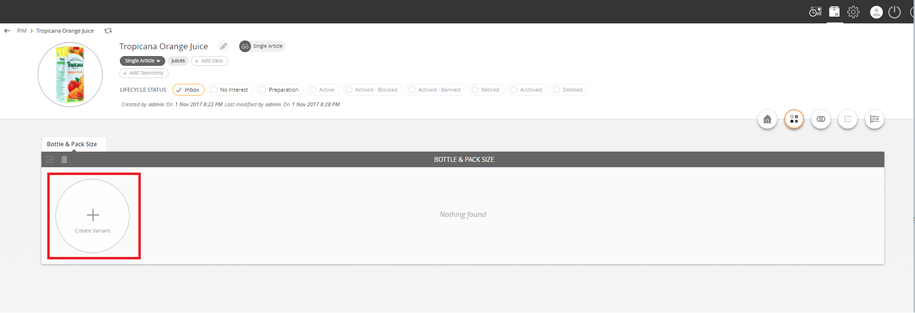 PIM > Tropicana Orange Juice
Tropicana Orange Juice
Single Article
Single Article
Juices
+ Add Class
+ Add Taxonomy
LIFECYCLE STATUS
Inbox
No Interest
Preparation
Active
Actived - Blocked
Actived - Banned
Retired
Archived
Deleted
Created by admin On 1 Nov 2017 8:22 PM Last modified by admin On 1 Nov 2017 8:28 PM
Bottle & Pack Size
BOTTLE & PACK SIZE
Create Variant
Nothing found